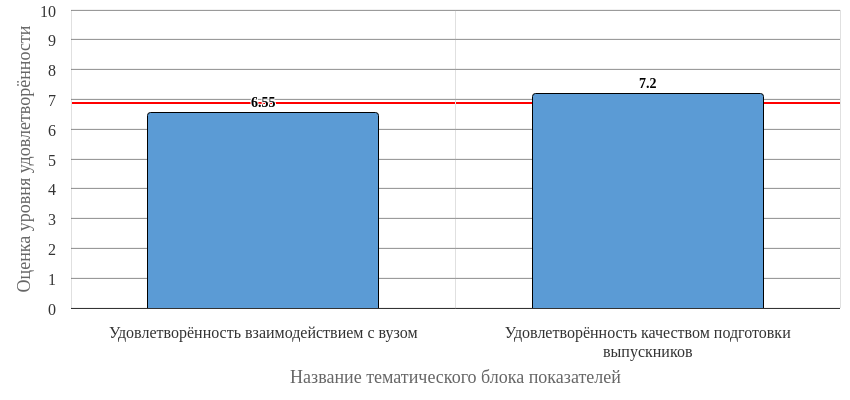 Оценка уровня удовлетворённости
10
9
8
7
6
5
4
3
2
1
0
6.55
7.2
Удовлетворённость взаимодействием с вузом
Удовлетворённость качеством подготовки
выпускников
Название тематического блока показателей